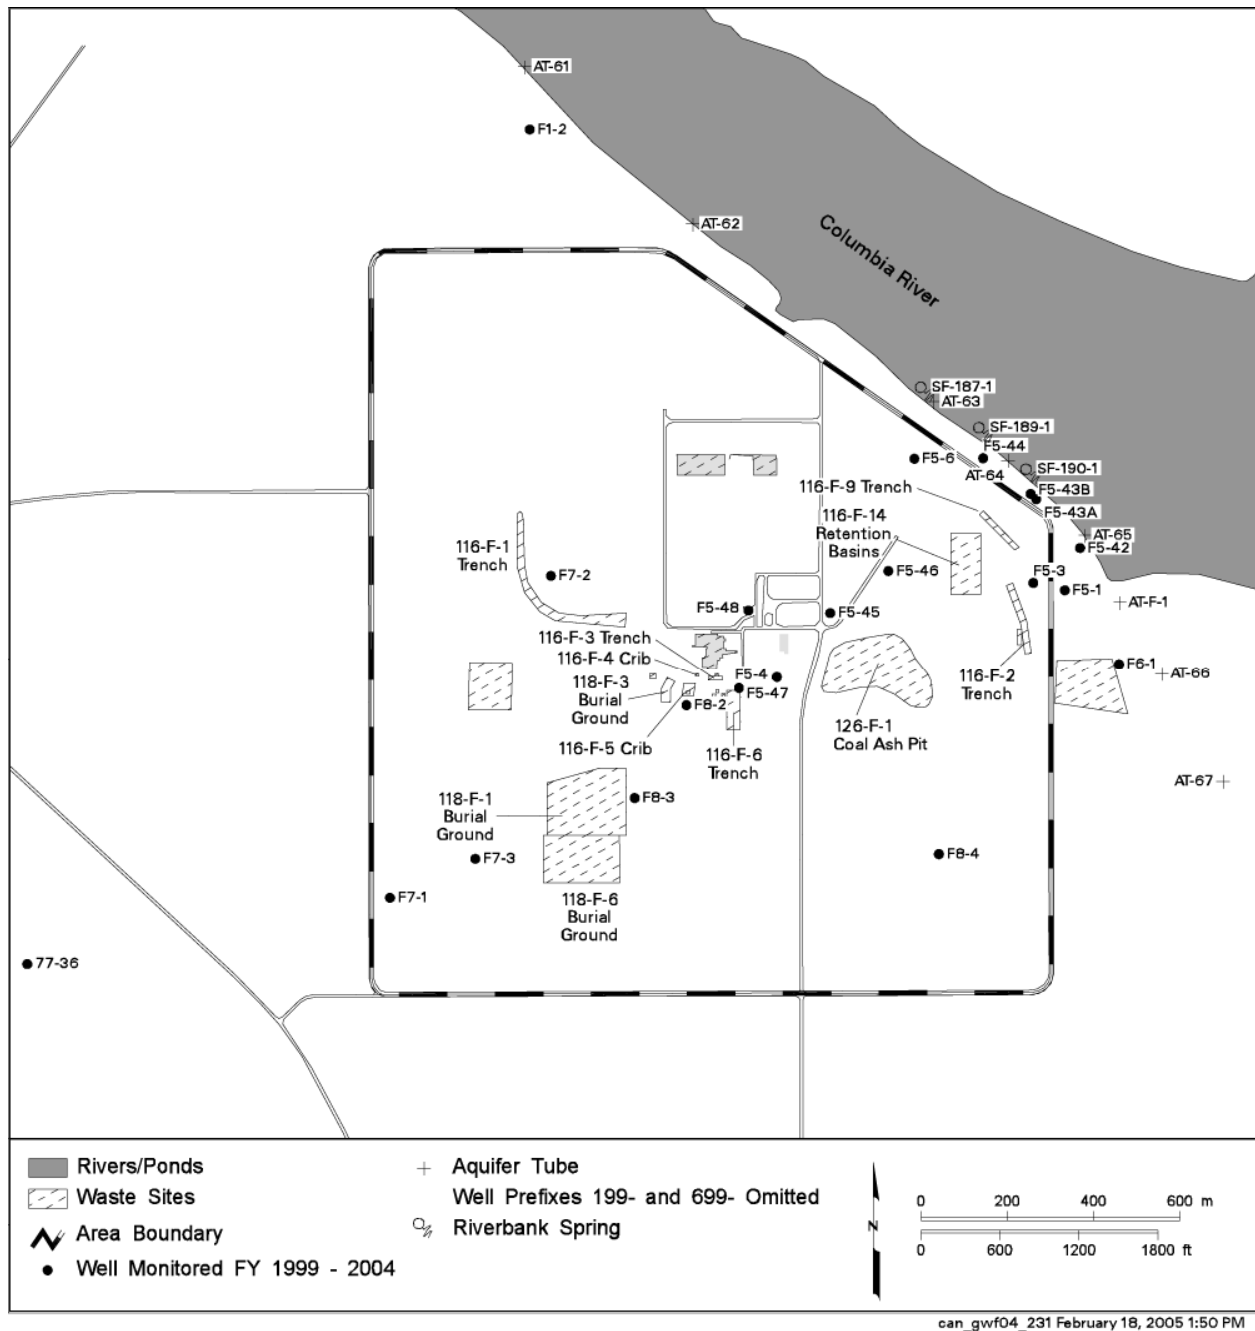 AT-61
F1-2
AT-62
Columbia River
SF-187-1
AT-63
SF-189-1
F5-44
F5-6
AT-64
SF-190-1
116-F-9 Trench
F5-43B
F5-43A
116-F-14
Retention
Basins
AT-65
F5-42
116-F-1
Trench
F7-2
F5-46
F5-3
F5-1
AT-F-1
F5-48
F5-45
116-F-3 Trench
116-F-4 Crib
118-F-3
Burial
Ground
F5-4
F5-47
F8-2
116-F-2
Trench
F6-1
AT-66
116-F-5 Crib
116-F-6
Trench
126-F-1
Coal Ash Pit
AT-67
118-F-1
Burial
Ground
F8-3
F7-3
F8-4
F7-1
118-F-6
Burial
Ground
77-36
Rivers/Ponds
Waste Sites
Area Boundary
Well Monitored FY 1999 - 2004
Aquifer Tube
Well Prefixes 199- and 699- Omitted
Riverbank Spring
N
0 200 400 600 m
0 600 1200 1800 ft
can_gwf04_231 February 18, 2005 1:50 PM